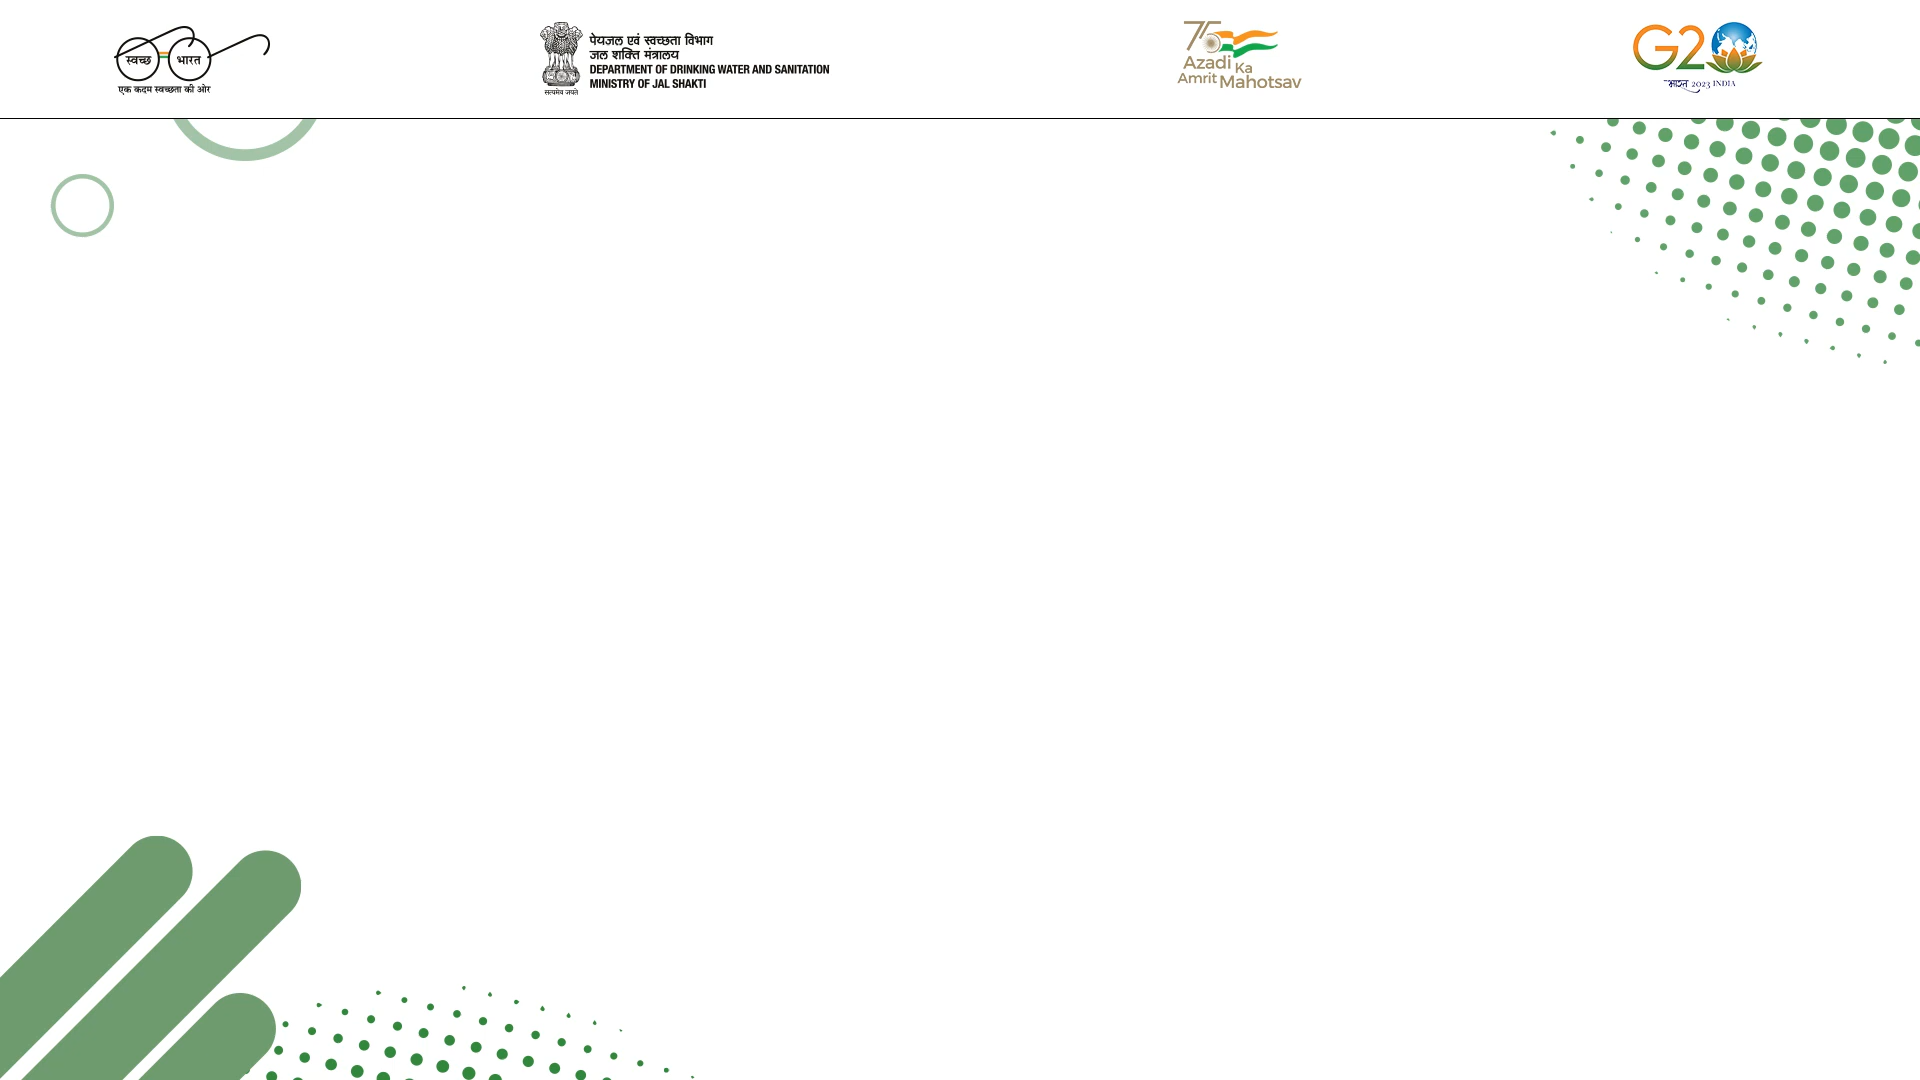 स्वच्छ भारत
एक कदम स्वच्छता की ओर
पेयजल एवं स्वच्छता विभाग
जल शक्ति मंत्रालय
DEPARTMENT OF DRINKING WATER AND SANITATION
MINISTRY OF JAL SHAKTI
सत्यमेव जयते
75
Azadi Ka
Amrit Mahotsav
G20
भारत 2023 INDIA